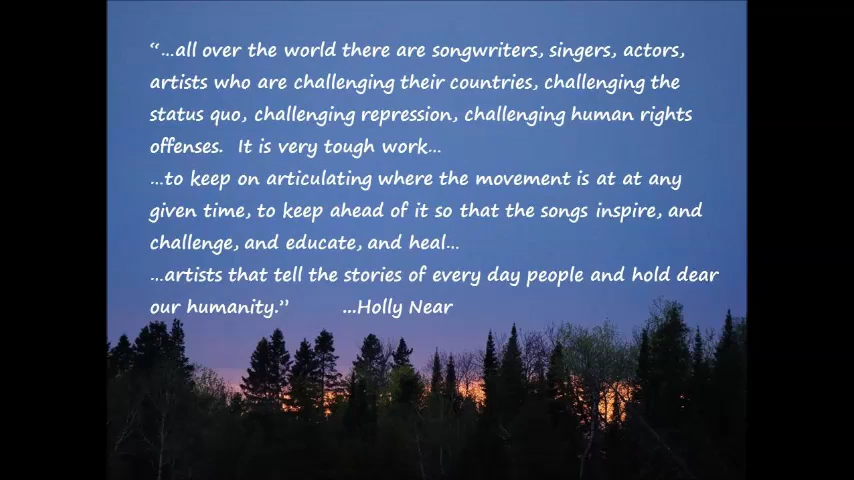 “...all over the world there are songwriters, singers, actors,
artists who are challenging their countries, challenging the
status quo, challenging repression, challenging human rights
offenses.  It is very tough work...
...to keep on articulating where the movement is at at any
given time, to keep ahead of it so that the songs inspire, and
challenge, and educate, and heal...
...artists that tell the stories of every day people and hold dear
our humanity.”        ...Holly Near